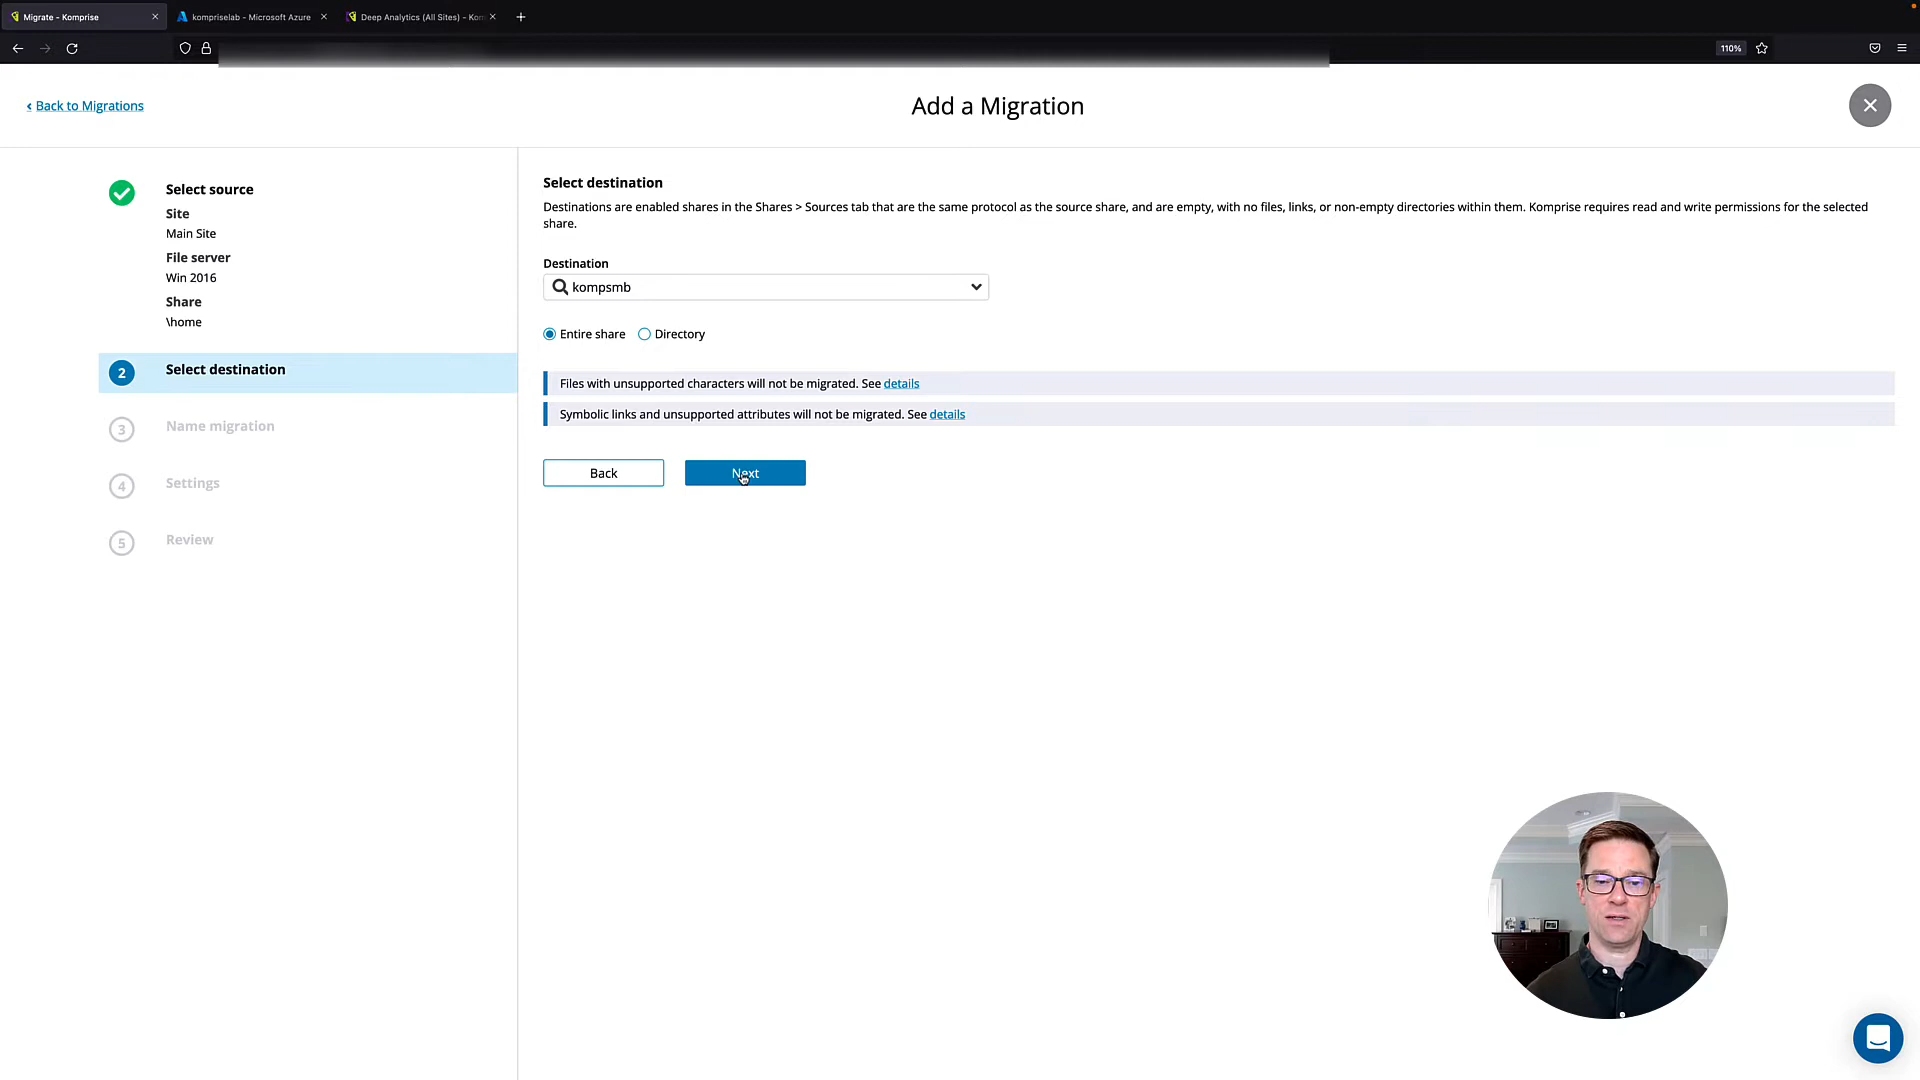 Migrate - Komprise
kompriselab - Microsoft Azure
Deep Analytics (All Sites) - Kom
110%
Back to Migrations
Add a Migration
Select source
Site
Main Site
File server
Win 2016
Share
\home
2 Select destination
3 Name migration
4 Settings
5 Review
Select destination
Destinations are enabled shares in the Shares > Sources tab that are the same protocol as the source share, and are empty, with no files, links, or non-empty directories within them. Komprise requires read and write permissions for the selected
share.
Destination
kompsmb
Entire share Directory
Files with unsupported characters will not be migrated. See details
Symbolic links and unsupported attributes will not be migrated. See details
Back Next